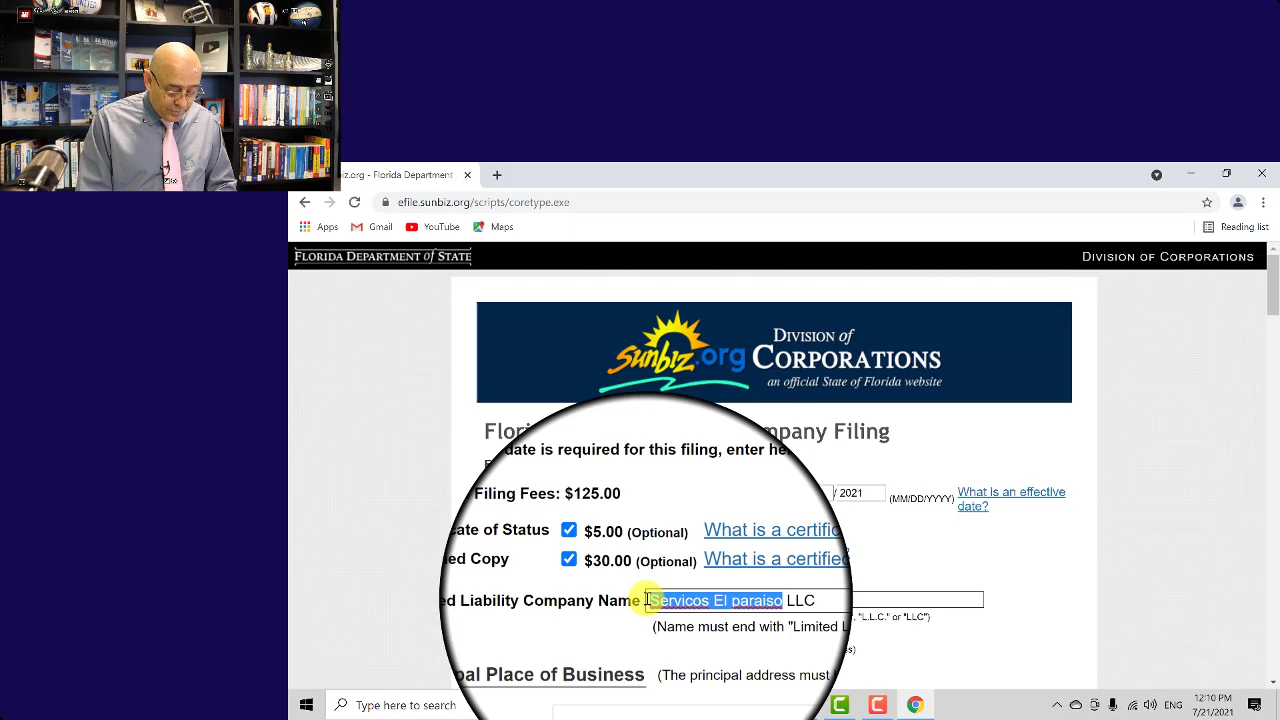 iz.org - Florida Department
efile.sunbiz.org/scripts/coretype.exe
Apps Gmail YouTube Maps Reading list
FLORIDA DEPARTMENT of STATE DIVISION OF CORPORATIONS
sunbiz.org
DIVISION of
CORPORATIONS
an official State of Florida website
Flori mpany Filing
date is required for this filing, enter he
Filing Fees: $125.00
/ 2021 (MM/DD/YYYY) What is an effective
date?
cate of Status $5.00 (Optional) What is a certific
ed Copy $30.00 (Optional) What is a certified
ed Liability Company Name Servicos El paraiso LLC
(Name must end with "Limited L ", "L.L.C." or "LLC")
pal Place of Business (The principal address must
Type here to search
12:10 PM
7/21/2021